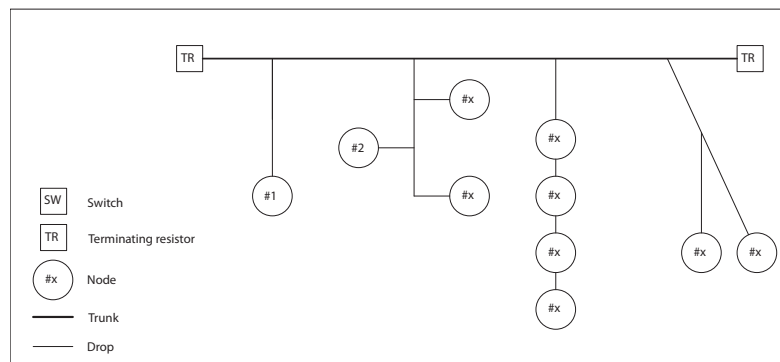 TR
TR
#x
#x
#2
#x
#1
#x
#x
#x
#x
#x
#x
SW Switch
TR Terminating resistor
#x Node
Trunk
Drop